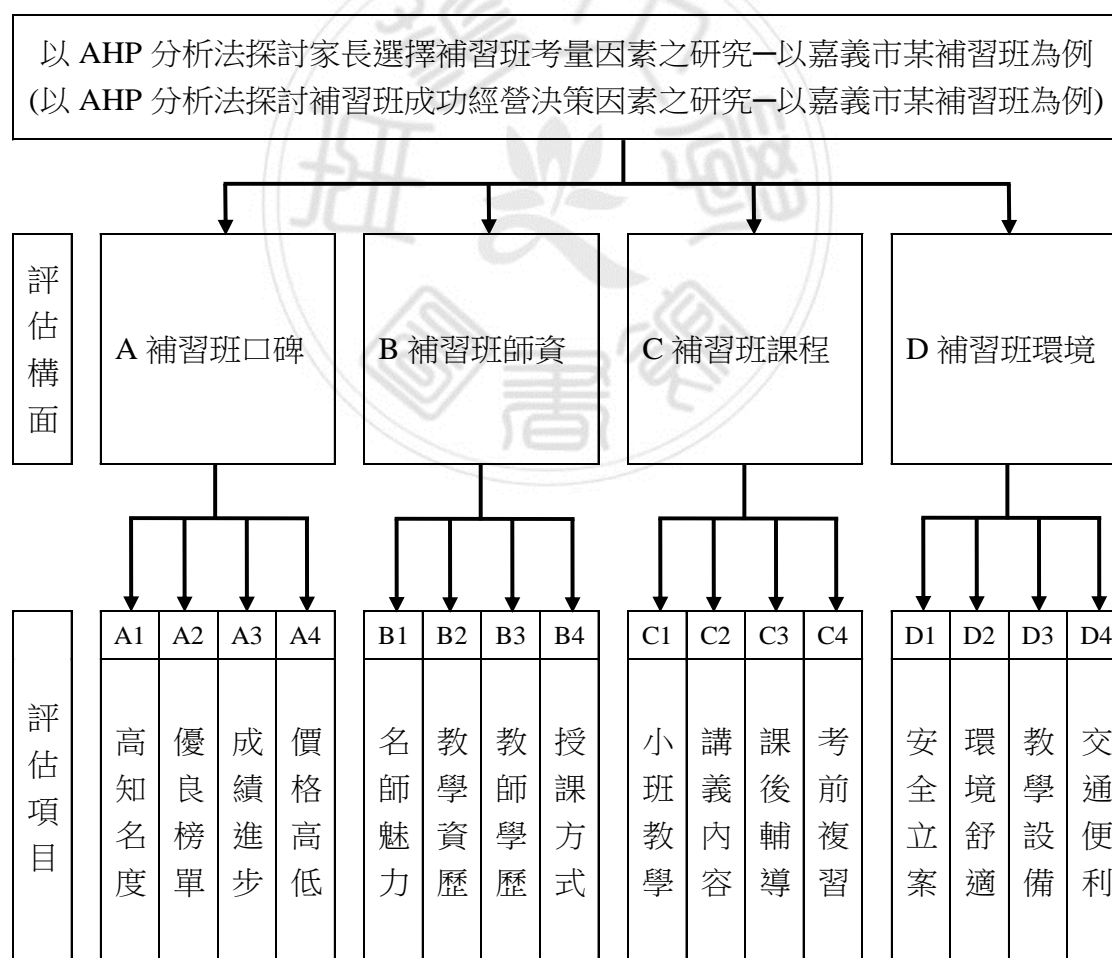 以 AHP 分析法探討家長選擇補習班考量因素之研究─以嘉義市某補習班為例
(以 AHP 分析法探討補習班成功經營決策因素之研究─以嘉義市某補習班為例)
評估構面
A 補習班口碑
B 補習班師資
C 補習班課程
D 補習班環境
評估項目
A1
高知名度
A2
優良榜單
A3
成績進步
A4
價格高低
B1
名師魅力
B2
教學資歷
B3
教師學歷
B4
授課方式
C1
小班教學
C2
講義內容
C3
課後輔導
C4
考前複習
D1
安全立案
D2
環境舒適
D3
教學設備
D4
交通便利